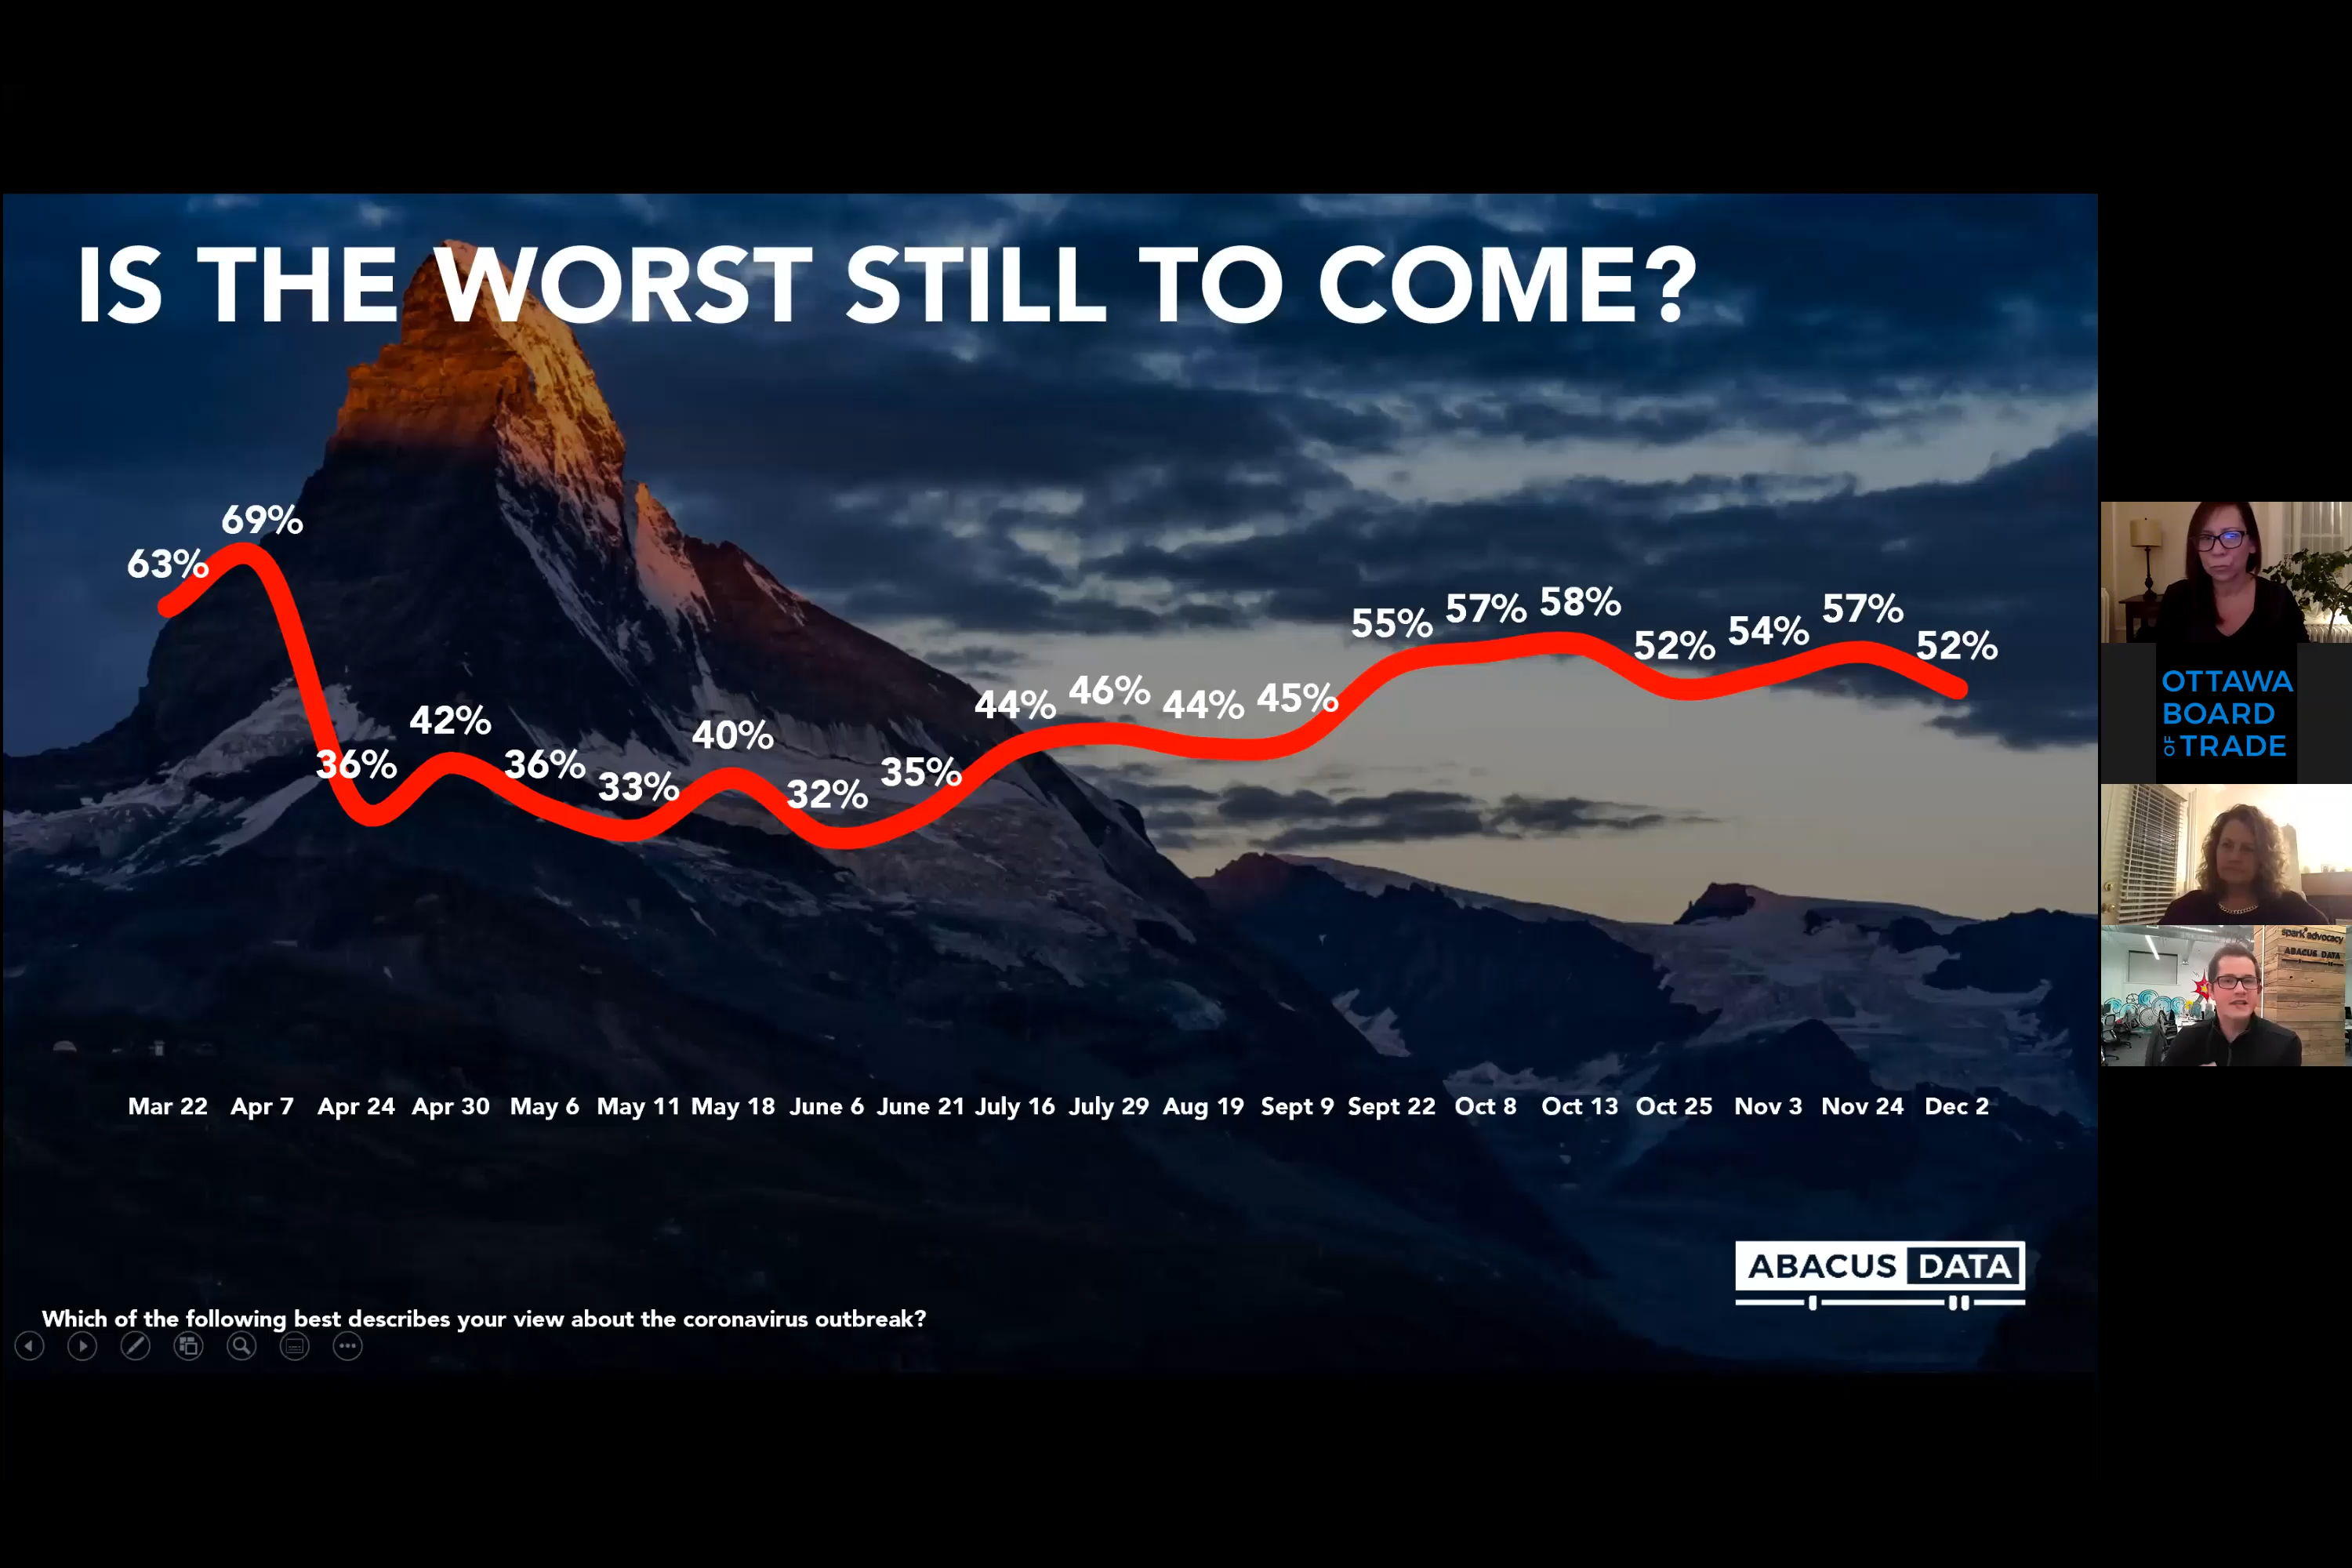 IS THE WORST STILL TO COME?
63%
69%
36%
42%
36%
33%
40%
32%
35%
44%
46%
44%
45%
55%
57%
58%
52%
54%
57%
52%
Mar 22 Apr 7 Apr 24 Apr 30 May 6 May 11 May 18 June 6 June 21 July 16 July 29 Aug 19 Sept 9 Sept 22 Oct 8 Oct 13 Oct 25 Nov 3 Nov 24 Dec 2
ABACUS DATA
Which of the following best describes your view about the coronavirus outbreak?
OTTAWA
BOARD
OF TRADE
spark advocacy
ABACUS DATA